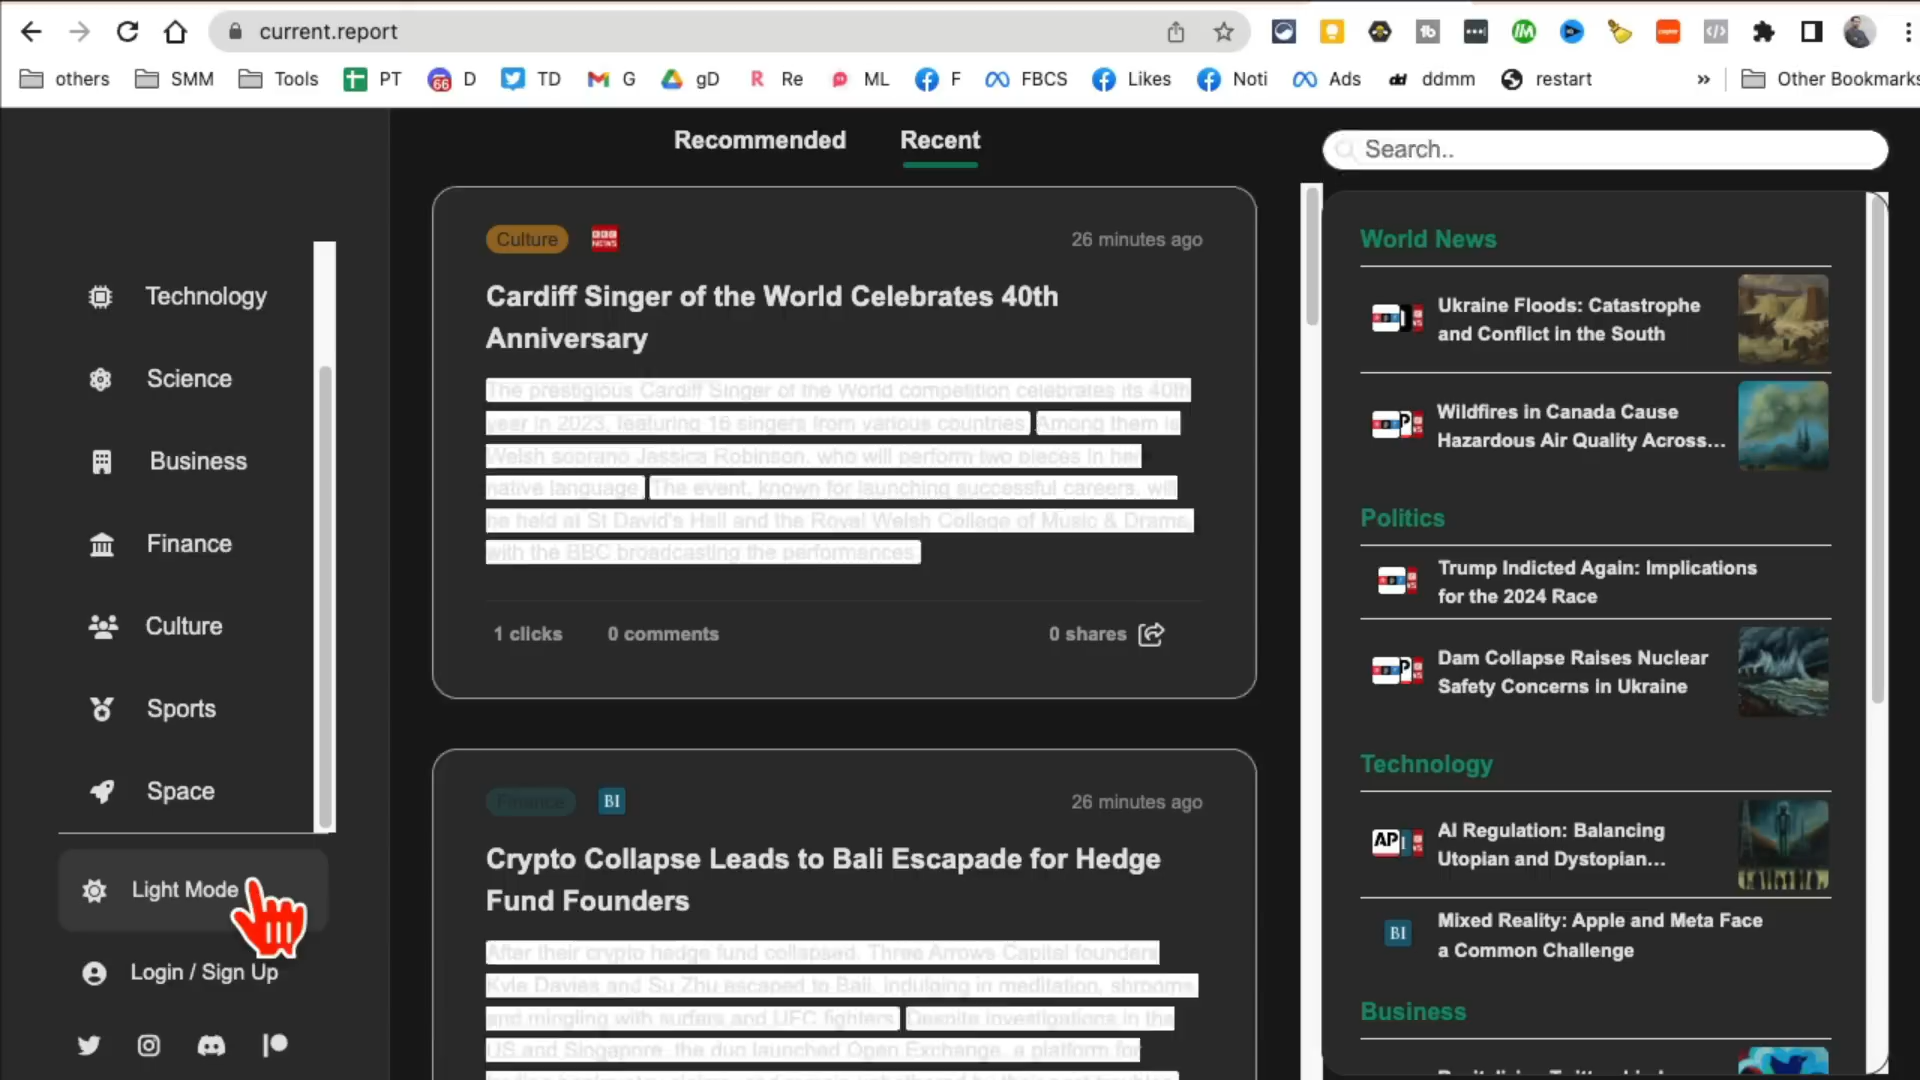 current.report
others
SMM
Tools
PT
66
D
TD
G
gD
R
Re
ML
F
FBCS
Likes
Noti
Ads
dd
ddmm
restart
»
Other Bookmarks
Technology
Science
Business
Finance
Culture
Sports
Space
Light Mode
Login / Sign Up
Recommended
Recent
Culture
BBC
NEWS
26 minutes ago
Cardiff Singer of the World Celebrates 40th
Anniversary
The prestigious Cardiff Singer of the World competition celebrates its 40th
year in 2023, featuring 16 singers from various countries. Among them is
Welsh soprano Jessica Robinson, who will perform two pieces in her
native language. The event, known for launching successful careers, will
be held at St David's Hall and the Royal Welsh College of Music & Drama,
with the BBC broadcasting the performances.
1 clicks
0 comments
0 shares
Finance
BI
26 minutes ago
Crypto Collapse Leads to Bali Escapade for Hedge
Fund Founders
After their crypto hedge fund collapsed, Three Arrows Capital founders
Kyle Davies and Su Zhu escaped to Bali, indulging in meditation, shrooms
and mingling with surfers and UFC fighters. Despite investigations in the
US and Singapore, the duo launched Open Exchange, a platform for
Search..
World News
Ukraine Floods: Catastrophe
and Conflict in the South
Wildfires in Canada Cause
Hazardous Air Quality Across...
Politics
Trump Indicted Again: Implications
for the 2024 Race
Dam Collapse Raises Nuclear
Safety Concerns in Ukraine
Technology
AP
AI Regulation: Balancing
Utopian and Dystopian...
BI
Mixed Reality: Apple and Meta Face
a Common Challenge
Business